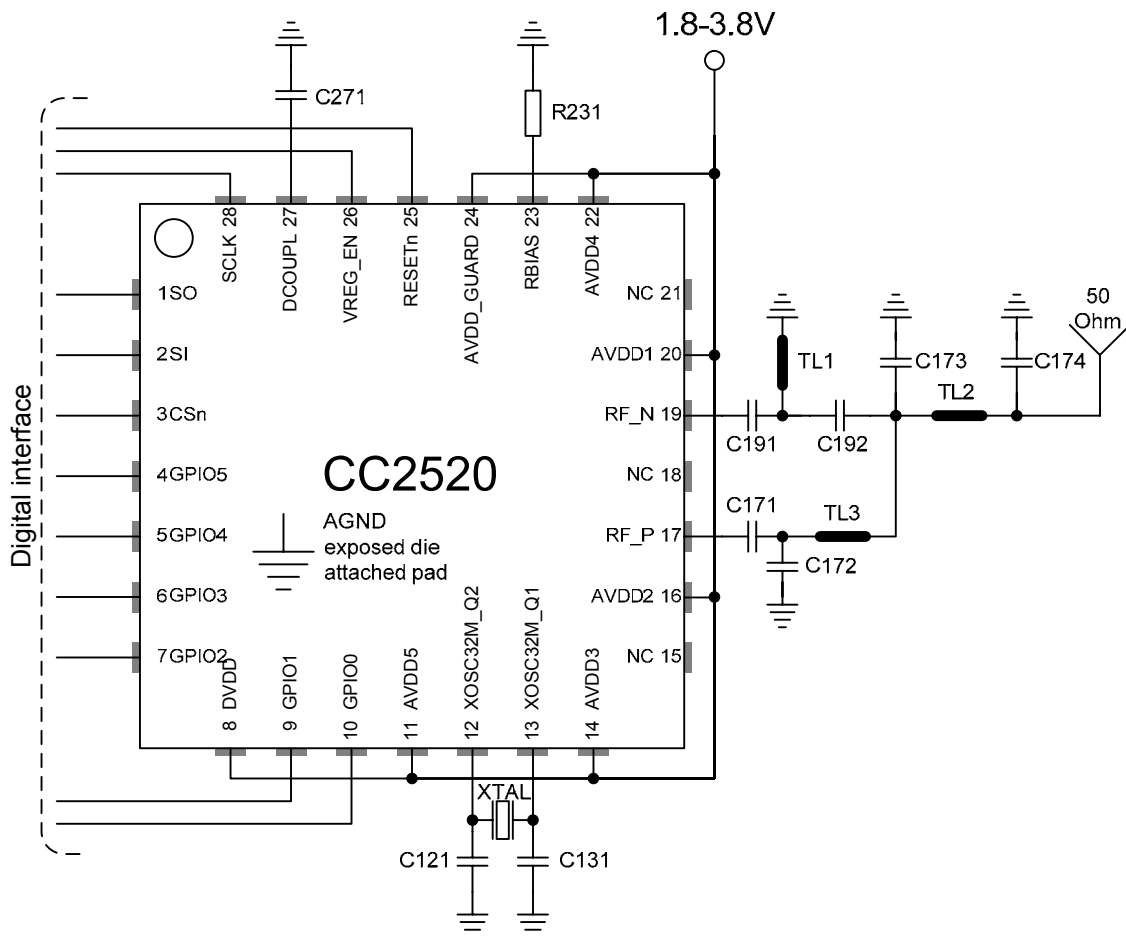 1.8-3.8V
C271
R231
SCLK 28
DCOUPL 27
VREG_EN 26
RESETn 25
AVDD_GUARD 24
RBIAS 23
AVDD4 22
1SO
2SI
3CSn
4GPIO5
5GPIO4
6GPIO3
7GPIO2
Digital interface
CC2520
AGND
exposed die
attached pad
NC 21
AVDD1 20
RF_N 19
NC 18
RF_P 17
AVDD2 16
NC 15
8 DVDD
9 GPIO1
10 GPIO0
11 AVDD5
12 XOSC32M_Q2
13 XOSC32M_Q1
14 AVDD3
TL1
C173
C174
50
Ohm
TL2
C191
C192
C171
TL3
C172
XTAL
C121
C131